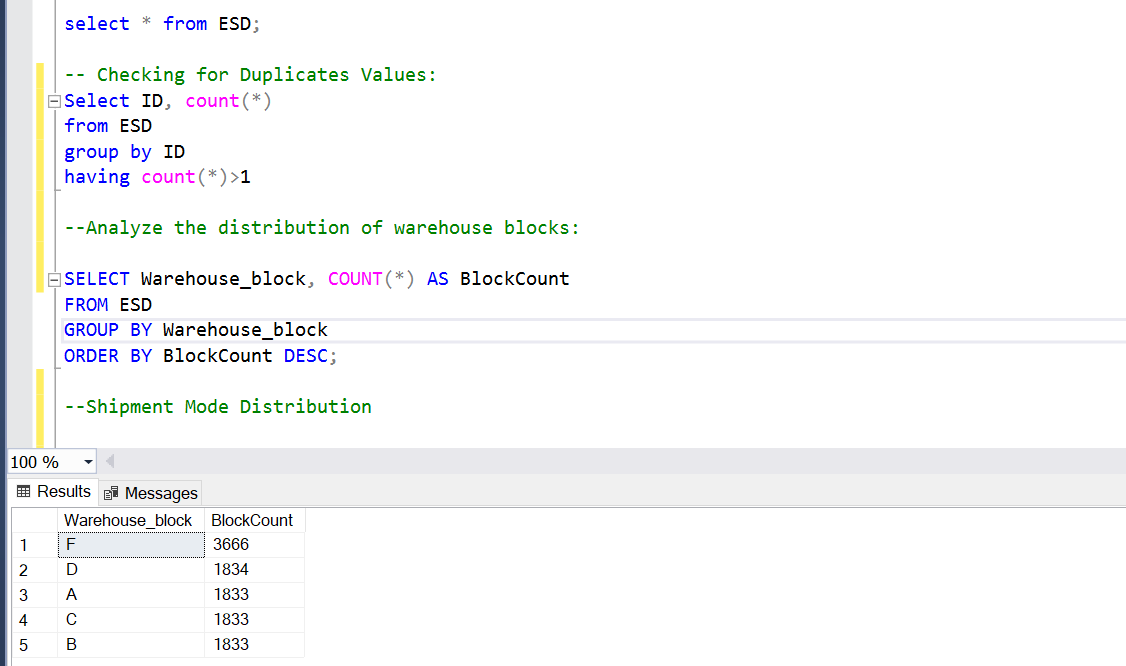 select * from ESD;
-- Checking for Duplicates Values:
Select ID, count(*)
from ESD
group by ID
having count(*)>1
--Analyze the distribution of warehouse blocks:
SELECT Warehouse_block, COUNT(*) AS BlockCount
FROM ESD
GROUP BY Warehouse_block
ORDER BY BlockCount DESC;
--Shipment Mode Distribution
100 %
Results Messages
Warehouse_block BlockCount
1 F 3666
2 D 1834
3 A 1833
4 C 1833
5 B 1833